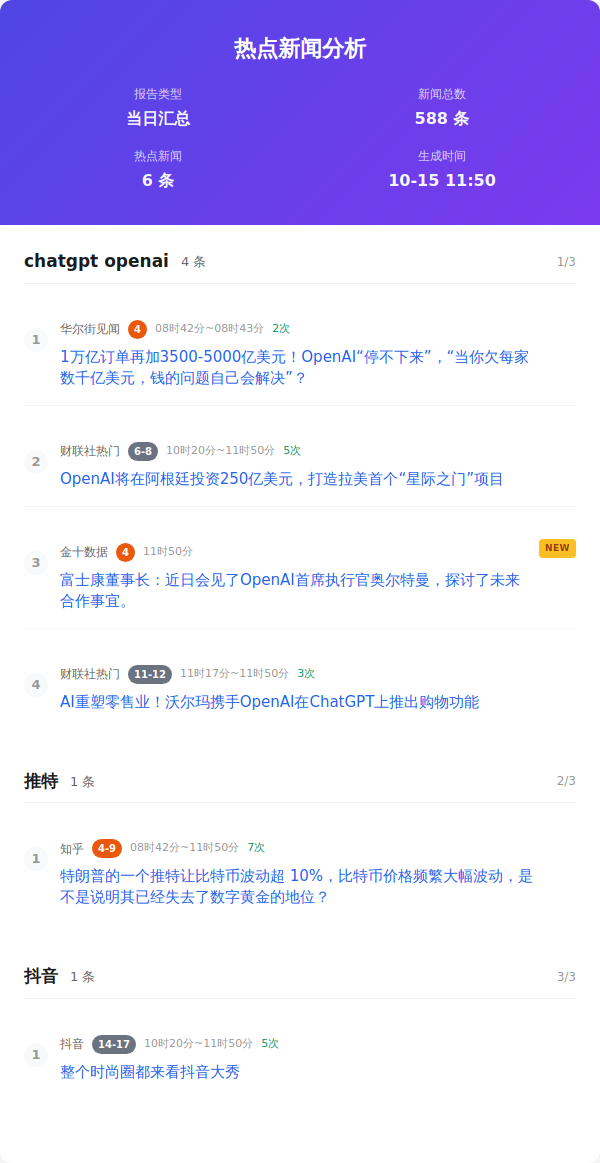 热点新闻分析
报告类型
新闻总数
当日汇总
588 条
热点新闻
生成时间
6 条
10-15 11:50
chatgpt openai 4 条 1/3
1 华尔街见闻 4 08时42分~08时43分 2次
1万亿订单再加3500-5000亿美元！OpenAI“停不下来”，“当你欠每家
数千亿美元，钱的问题自己会解决”？
2 财联社热门 6-8 10时20分~11时50分 5次
OpenAI将在阿根廷投资250亿美元，打造拉美首个“星际之门”项目
3 金十数据 4 11时50分 NEW
富士康董事长：近日会见了OpenAI首席执行官奥尔特曼，探讨了未来
合作事宜。
4 财联社热门 11-12 11时17分~11时50分 3次
AI重塑零售业！沃尔玛携手OpenAI在ChatGPT上推出购物功能
推特 1 条 2/3
1 知乎 4-9 08时42分~11时50分 7次
特朗普的一个推特让比特币波动超 10%，比特币价格频繁大幅波动，是
不是说明其已经失去了数字黄金的地位？
抖音 1 条 3/3
1 抖音 14-17 10时20分~11时50分 5次
整个时尚圈都来看抖音大秀